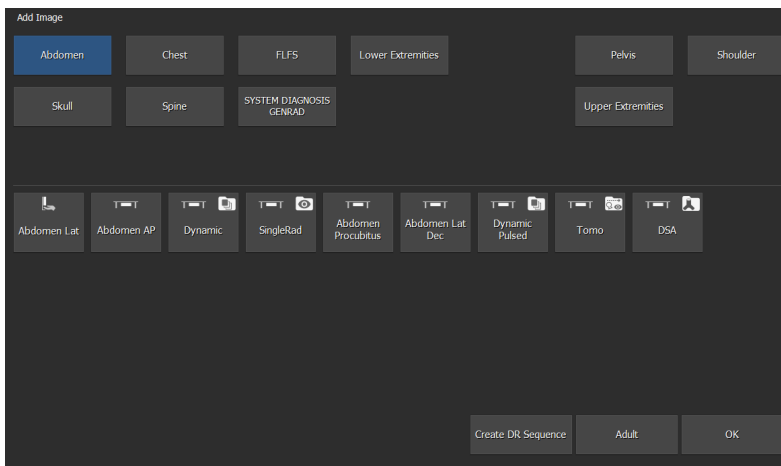 Add Image
Abdomen
Chest
FLFS
Lower Extremities
Pelvis
Shoulder
Skull
Spine
SYSTEM DIAGNOSIS
GENRAD
Upper Extremities
Abdomen Lat
Abdomen AP
Dynamic
SingleRad
Abdomen
Procubitus
Abdomen Lat
Dec
Dynamic
Pulsed
Tomo
DSA
Create DR Sequence
Adult
OK